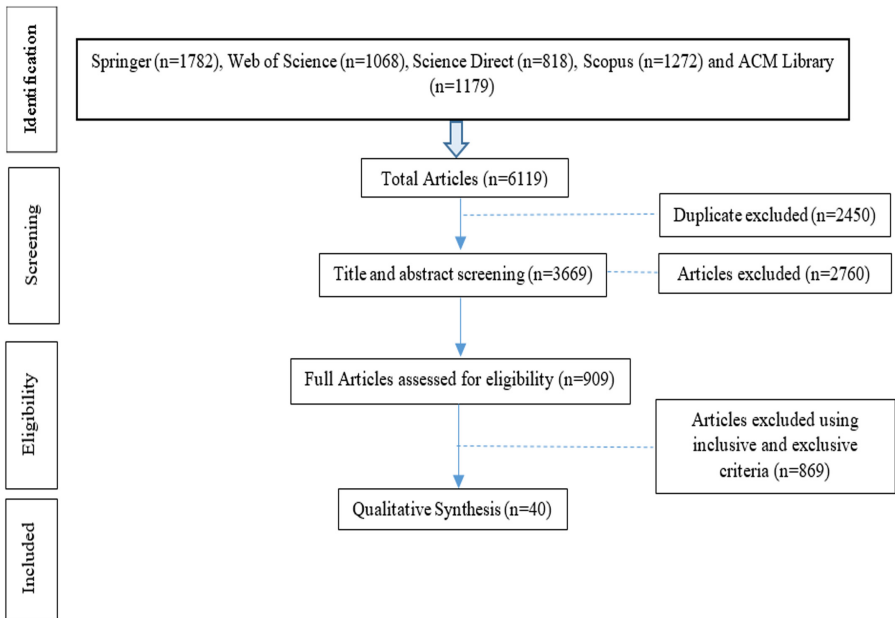 Identification
Springer (n=1782), Web of Science (n=1068), Science Direct (n=818), Scopus (n=1272) and ACM Library
(n=1179)
Screening
Total Articles (n=6119)
Duplicate excluded (n=2450)
Title and abstract screening (n=3669)
Articles excluded (n=2760)
Eligibility
Full Articles assessed for eligibility (n=909)
Articles excluded using
inclusive and exclusive
criteria (n=869)
Included
Qualitative Synthesis (n=40)